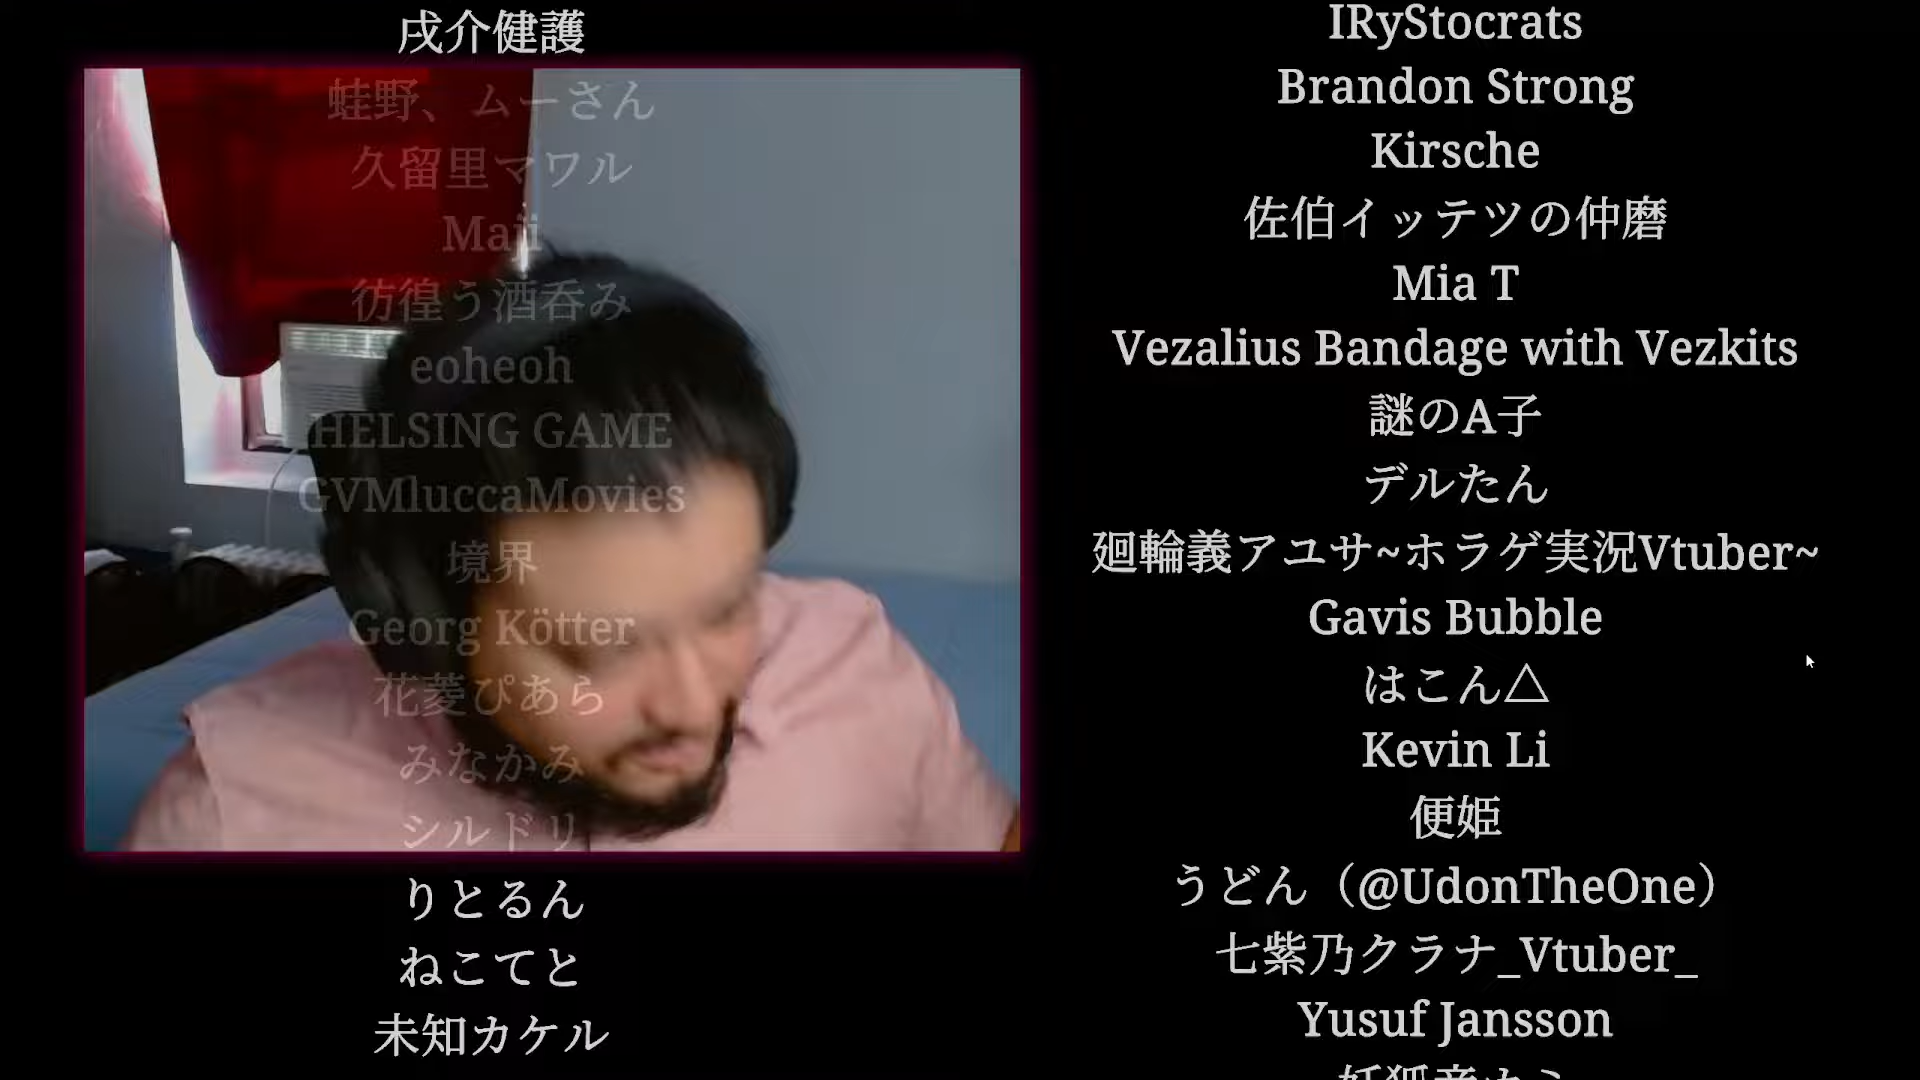 戌介健護
蛙野、ムーさん
久留里マワル
Maji
彷徨う酒呑み
eoheoh
HELSING GAME
GVMluccaMovies
境界
Georg Kötter
花菱ぴあら
みなかみ
シルドリ
りとるん
ねこてと
未知カケル
IRyStocrats
Brandon Strong
Kirsche
佐伯イッテツの仲磨
Mia T
Vezalius Bandage with Vezkits
謎のA子
デルたん
廻輪義アユサ~ホラゲ実況Vtuber~
Gavis Bubble
はこん△
Kevin Li
便姫
うどん（@UdonTheOne）
七紫乃クラナ_Vtuber_
Yusuf Jansson